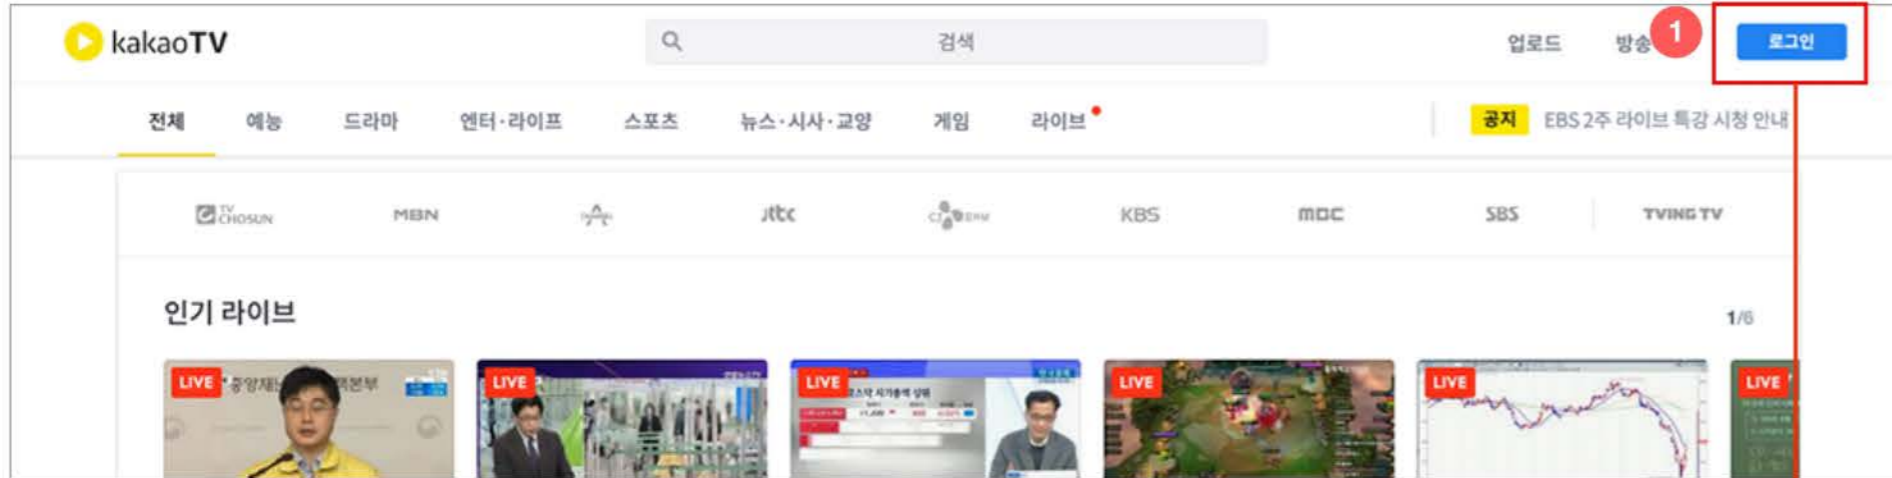 kakaoTV
검색
업로드
방송
1
로그인
전체 예능 드라마 엔터·라이프 스포츠 뉴스·시사·교양 게임 라이브
공지 EBS 2주 라이브 특강 시청 안내
TV CHOSUN MBN jtbc CJ ENM KBS MBC SBS TVING TV
인기 라이브
1/6
LIVE LIVE LIVE LIVE LIVE LIVE